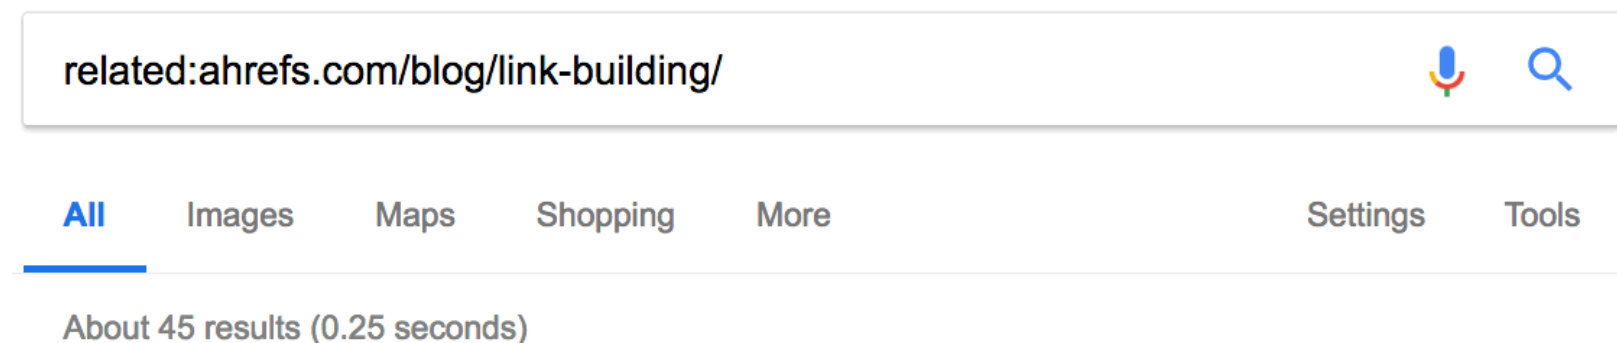 related:ahrefs.com/blog/link-building/
All Images Maps Shopping More Settings Tools
About 45 results (0.25 seconds)